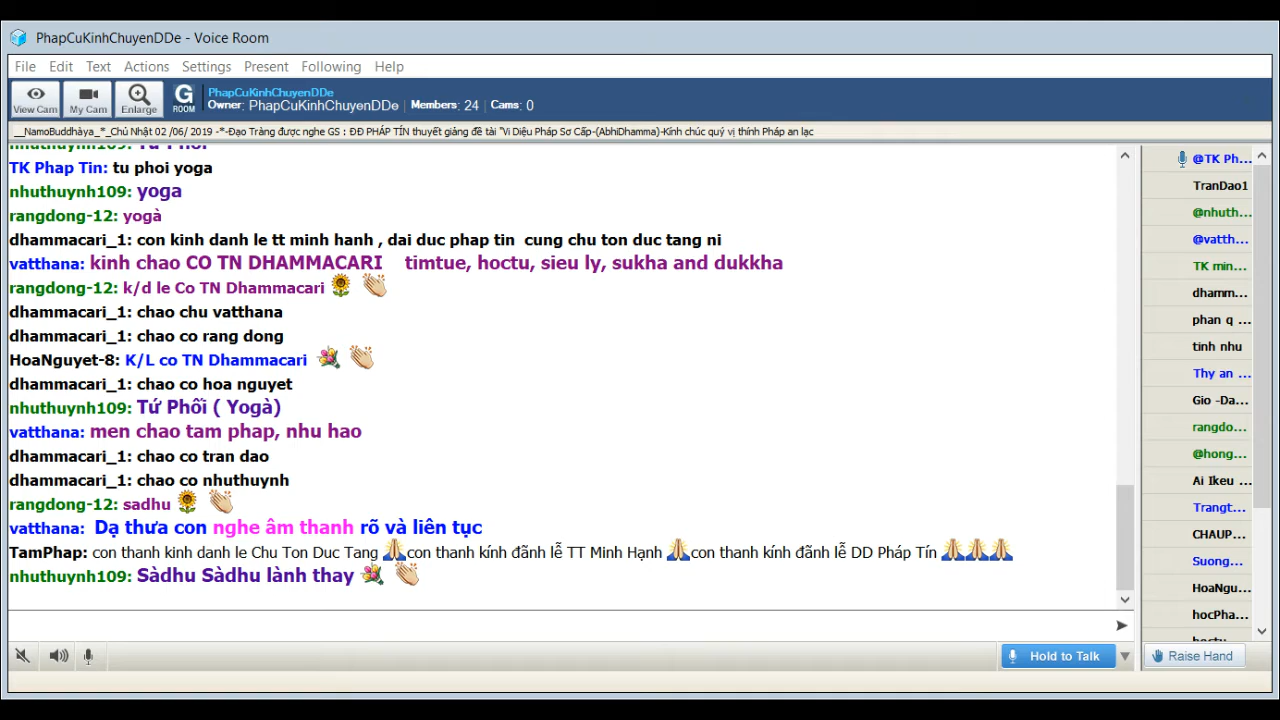 PhapCuKinhChuyenDDe - Voice Room
File Edit Text Actions Settings Present Following Help
View Cam My Cam Enlarge G ROOM
PhapCuKinhChuyenDDe
Owner: PhapCuKinhChuyenDDe | Members: 24 | Cams: 0
__NamoBuddhàya_*_Chủ Nhật 02 /06/ 2019 -*-Đạo Tràng được nghe GS : ĐĐ PHÁP TÍN thuyết giảng đề tài "Vi Diệu Pháp Sơ Cấp-(AbhiDhamma)-Kính chúc quý vị thính Pháp an lạc
TK Phap Tin: tu phoi yoga
nhuthuynh109: yoga
rangdong-12: yogà
dhammacari_1: con kinh danh le tt minh hanh , dai duc phap tin cung chu ton duc tang ni
vatthana: kinh chao CO TN DHAMMACARI timtue, hoctu, sieu ly, sukha and dukkha
rangdong-12: k/d le Co TN Dhammacari 🌻 👏
dhammacari_1: chao chu vatthana
dhammacari_1: chao co rang dong
HoaNguyet-8: K/L co TN Dhammacari 💐 👏
dhammacari_1: chao co hoa nguyet
nhuthuynh109: Tứ Phối ( Yogà)
vatthana: men chao tam phap, nhu hao
dhammacari_1: chao co tran dao
dhammacari_1: chao co nhuthuynh
rangdong-12: sadhu 🌻 👏
vatthana: Dạ thưa con nghe âm thanh rõ và liên tục
TamPhap: con thanh kinh danh le Chu Ton Duc Tang 🙏con thanh kính đãnh lễ TT Minh Hạnh 🙏con thanh kính đãnh lễ DD Pháp Tín 🙏🙏🙏
nhuthuynh109: Sàdhu Sàdhu lành thay 💐 👏
@TK Ph...
TranDao1
@nhuth...
@vatth...
TK min...
dhamm...
phan q ...
tinh nhu
Thy an ...
Gio -Da...
rangdo...
@hong...
Ai Ikeu ...
Trangt...
CHAUP...
Suong...
HoaNgu...
hocPha...
Hold to Talk
Raise Hand